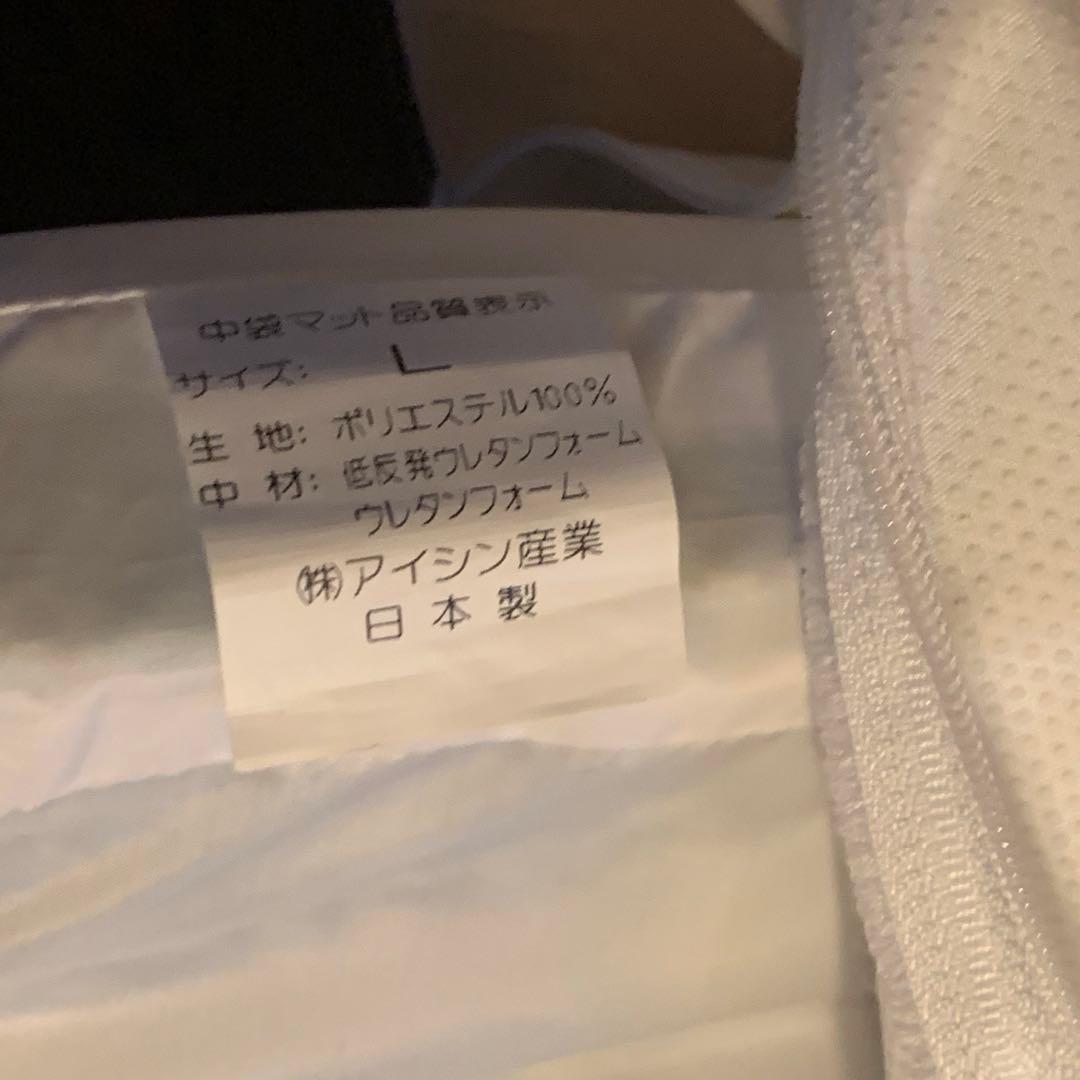 中袋マット品質表示
サイズ: L
生 地: ポリエステル100%
中 材: 低反発ウレタンフォーム
ウレタンフォーム
㈱アイシン産業
日 本 製